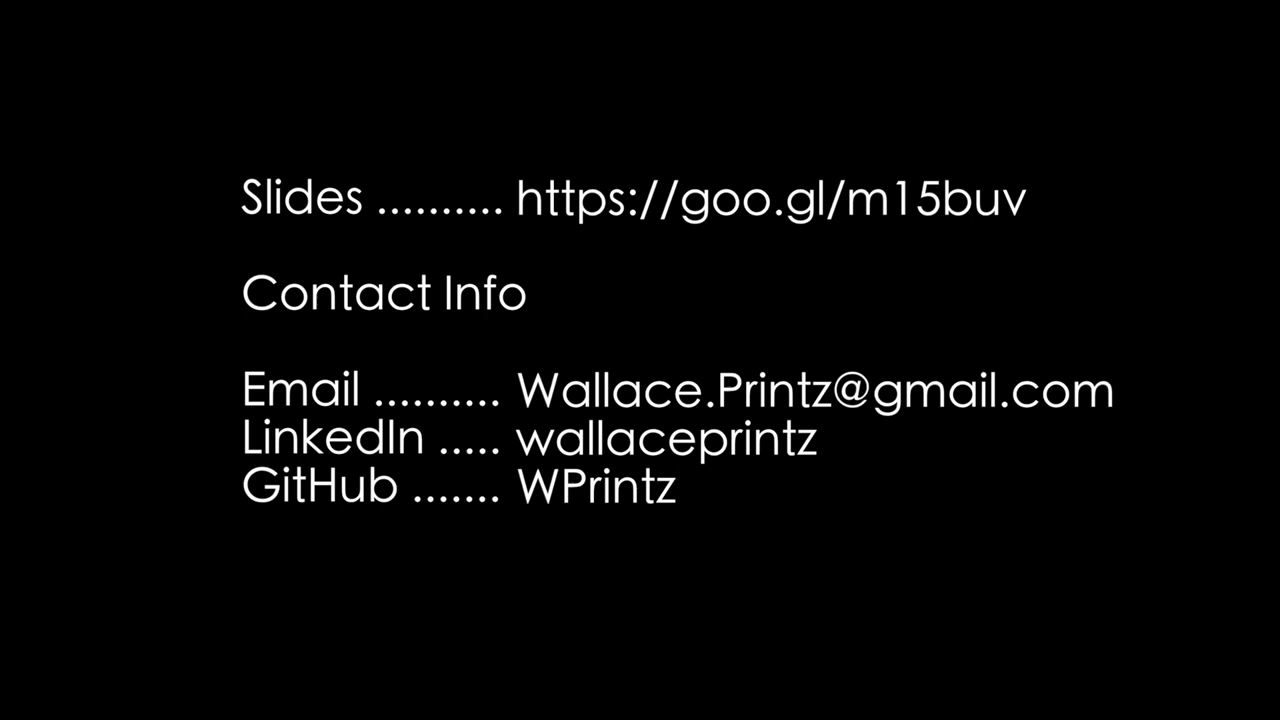 Slides .......... https://goo.gl/m15buv
Contact Info
Email .......... Wallace.Printz@gmail.com
LinkedIn ..... wallaceprintz
GitHub ....... WPrintz